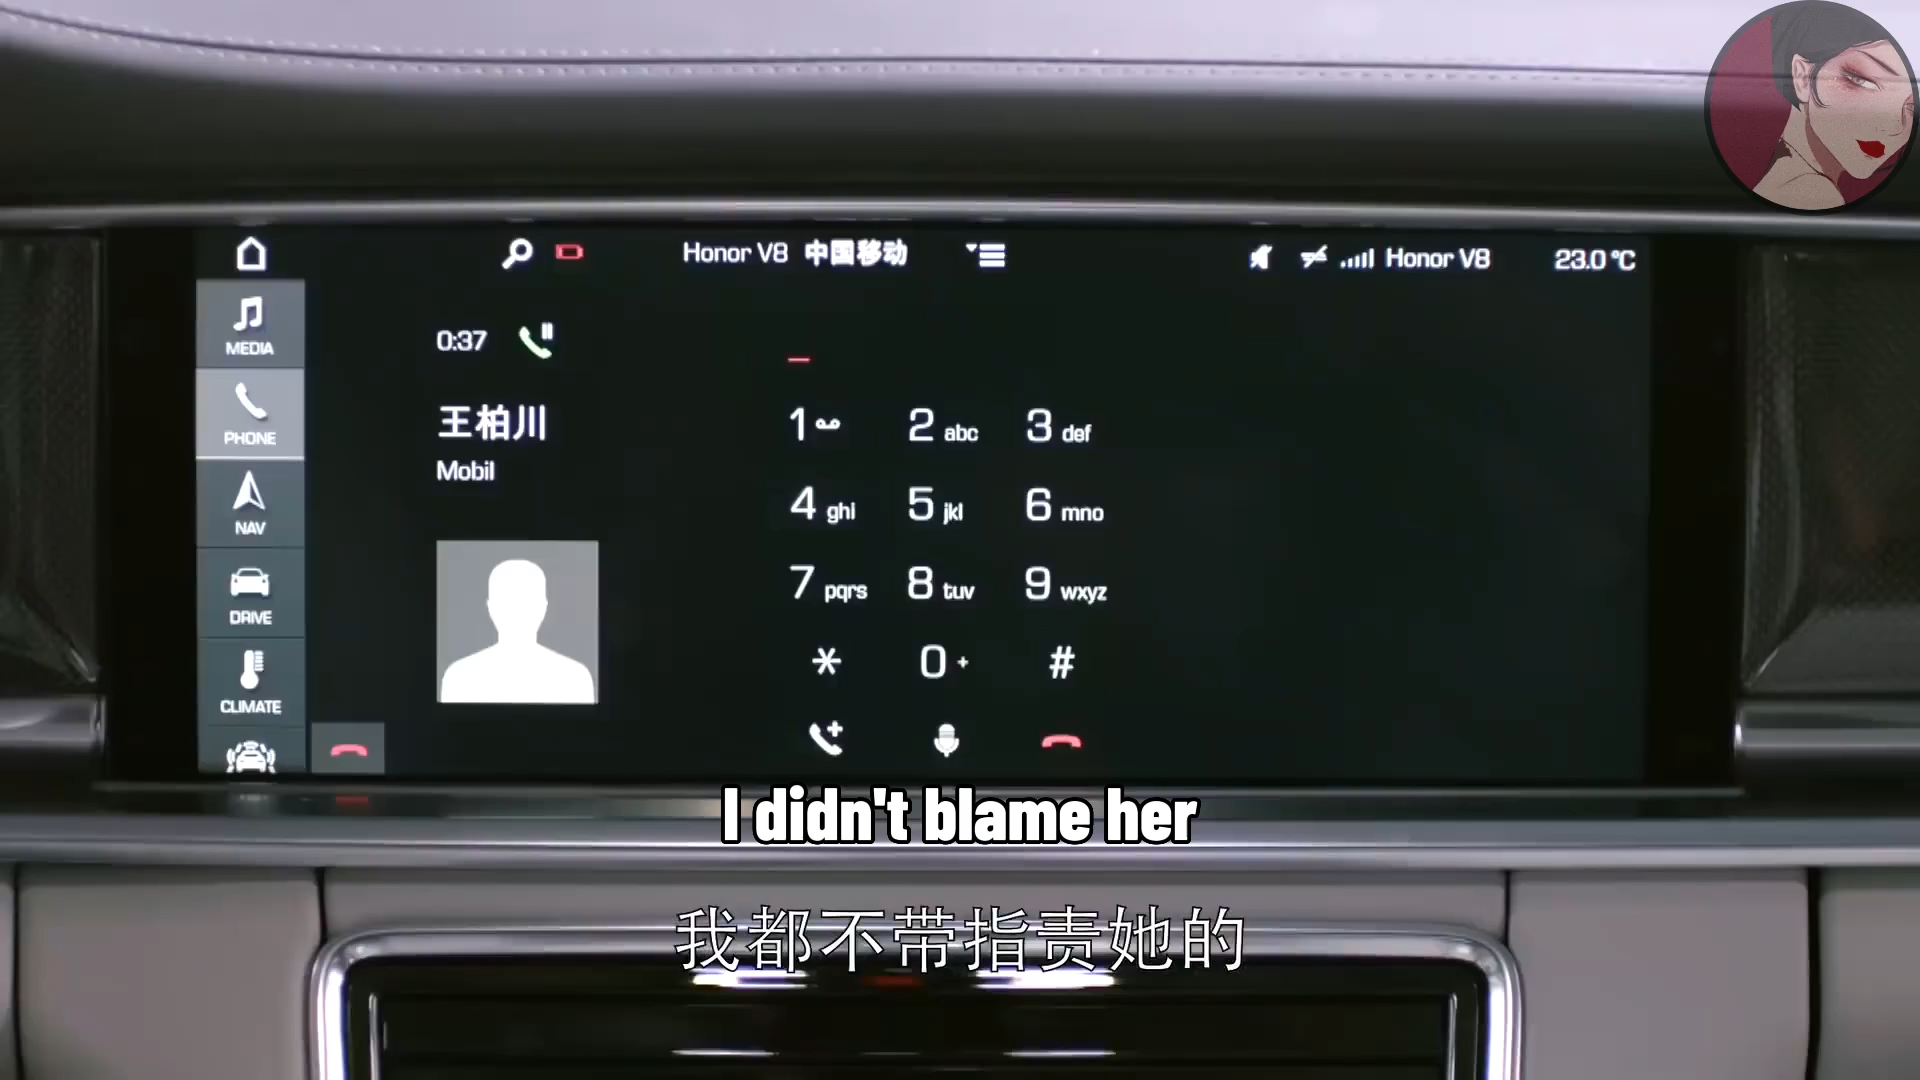 Honor V8 中国移动
Honor V8
23.0 °C
MEDIA
PHONE
NAV
DRIVE
CLIMATE
0:37
王柏川
Mobil
1
2 abc
3 def
4 ghi
5 jkl
6 mno
7 pqrs
8 tuv
9 wxyz
*
0 +
#
I didn't blame her
我都不带指责她的